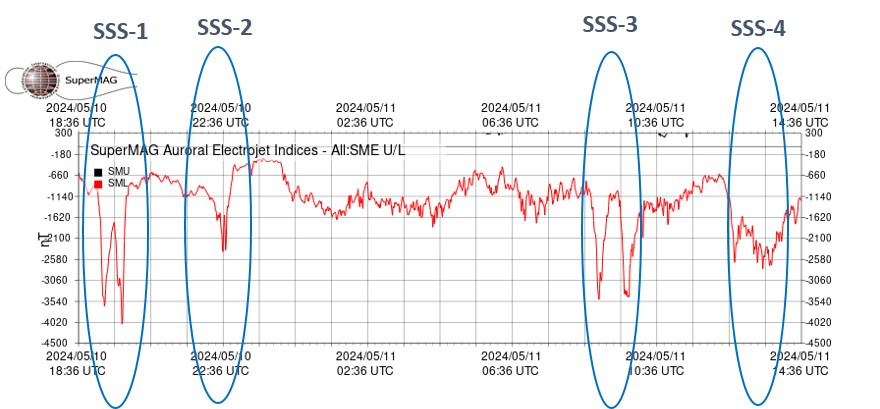 SSS-1 SSS-2 SSS-3 SSS-4
SuperMAG
2024/05/10 2024/05/10 2024/05/11 2024/05/11 2024/05/11 2024/05/11
18:36 UTC 22:36 UTC 02:36 UTC 06:36 UTC 10:36 UTC 14:36 UTC
300 300
SuperMAG Auroral Electrojet Indices - All:SME U/L
-180 -180
-660 SMU -660
SML
-1140 -1140
-1620 -1620
nT
-2100 -2100
-2580 -2580
-3060 -3060
-3540 -3540
-4020 -4020
-4500 -4500
2024/05/10 2024/05/10 2024/05/11 2024/05/11 2024/05/11 2024/05/11
18:36 UTC 22:36 UTC 02:36 UTC 06:36 UTC 10:36 UTC 14:36 UTC